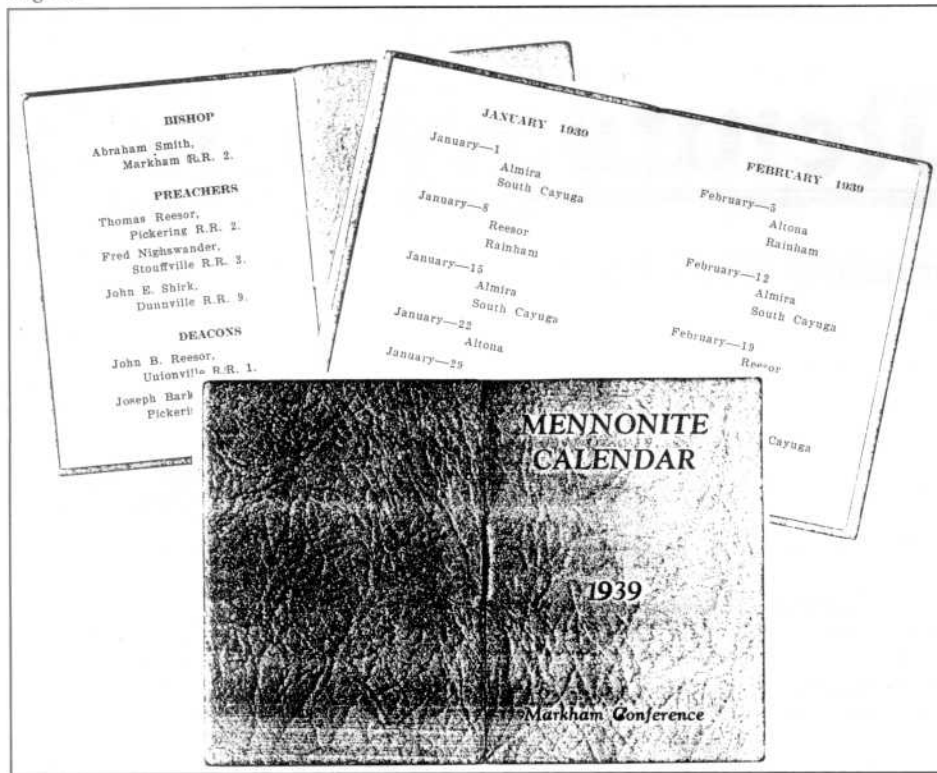 BISHOP
Abraham Smith,
Markham R.R. 2.
PREACHERS
Thomas Reesor,
Pickering R.R. 2.
Fred Nighswander,
Stouffville R.R. 3.
John E. Shirk,
Dunnville R.R. 9.
DEACONS
John B. Reesor,
Unionville R.R. 1.
Joseph
JANUARY 1939
January—1
Almira
South Cayuga
January—8
Reesor
Rainham
January—15
Almira
South Cayuga
January—22
Altona
January—29
FEBRUARY 1939
February—5
Altona
Rainham
February—12
Almira
South Cayuga
February—19
Reesor
Cayuga
MENNONITE
CALENDAR
1939
Markham Conference